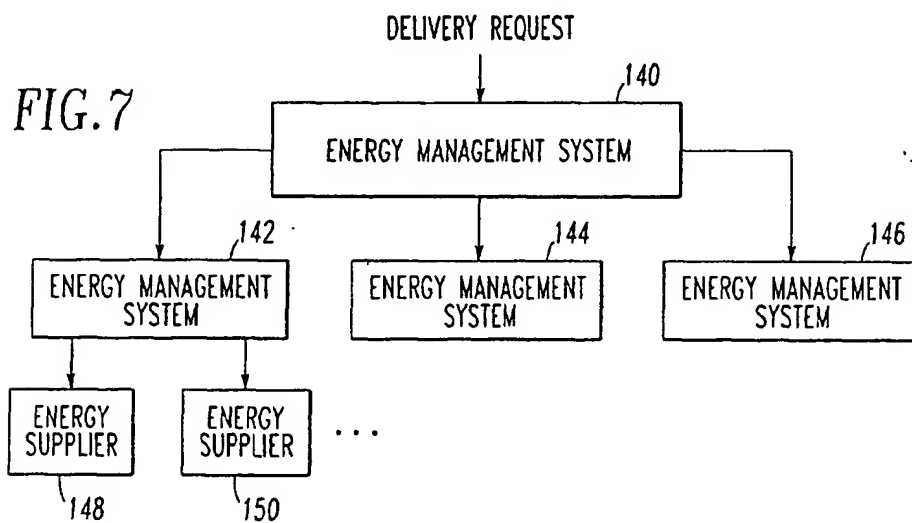 DELIVERY REQUEST
FIG. 7
140
ENERGY MANAGEMENT SYSTEM
142
144
146
ENERGY MANAGEMENT
SYSTEM
ENERGY MANAGEMENT
SYSTEM
ENERGY MANAGEMENT
SYSTEM
ENERGY
SUPPLIER
ENERGY
SUPPLIER
...
148
150